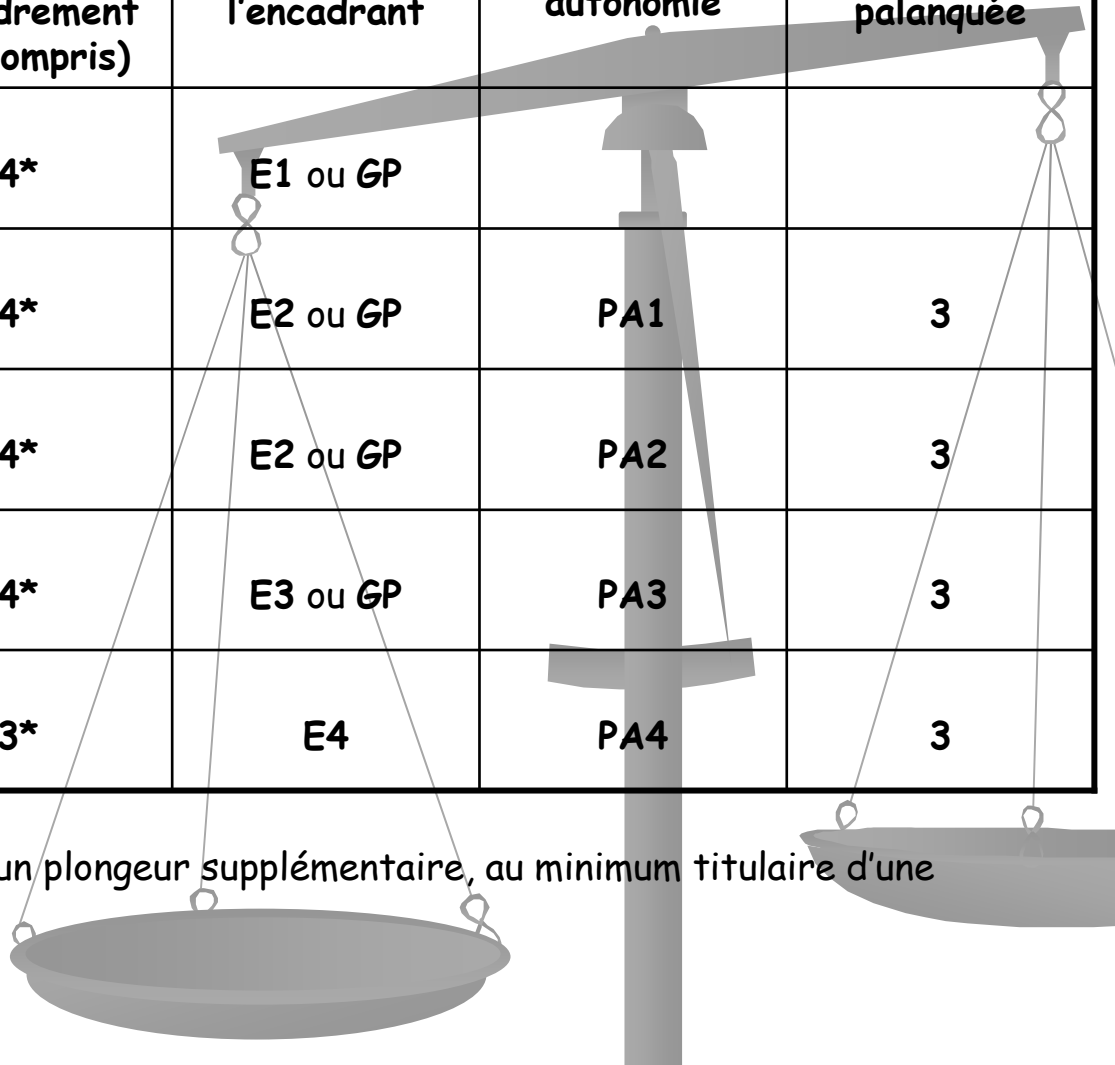 drement
ompris)
l'encadrant
autonomie
palanquée
4* E1 ou GP
4* E2 ou GP PA1 3
4* E2 ou GP PA2 3
4* E3 ou GP PA3 3
3* E4 PA4 3
un plongeur supplémentaire, au minimum titulaire d'une